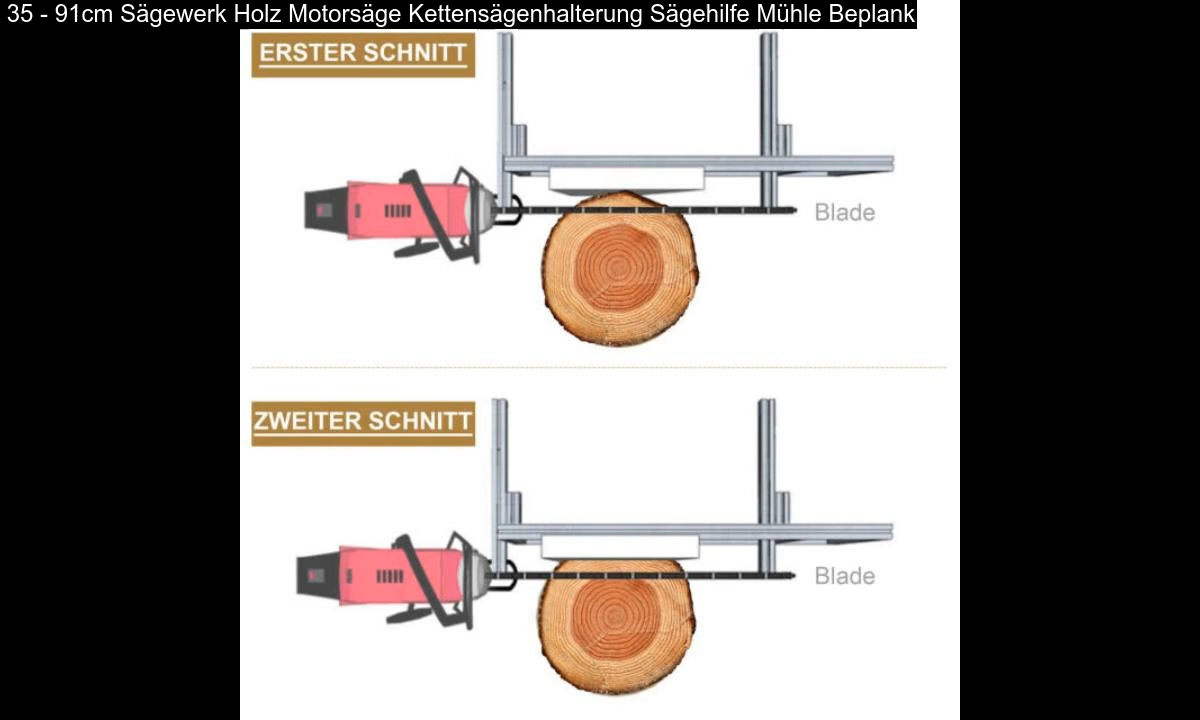 35 - 91cm Sägewerk Holz Motorsäge Kettensägenhalterung Sägehilfe Mühle Beplank
ERSTER SCHNITT
Blade
ZWEITER SCHNITT
Blade